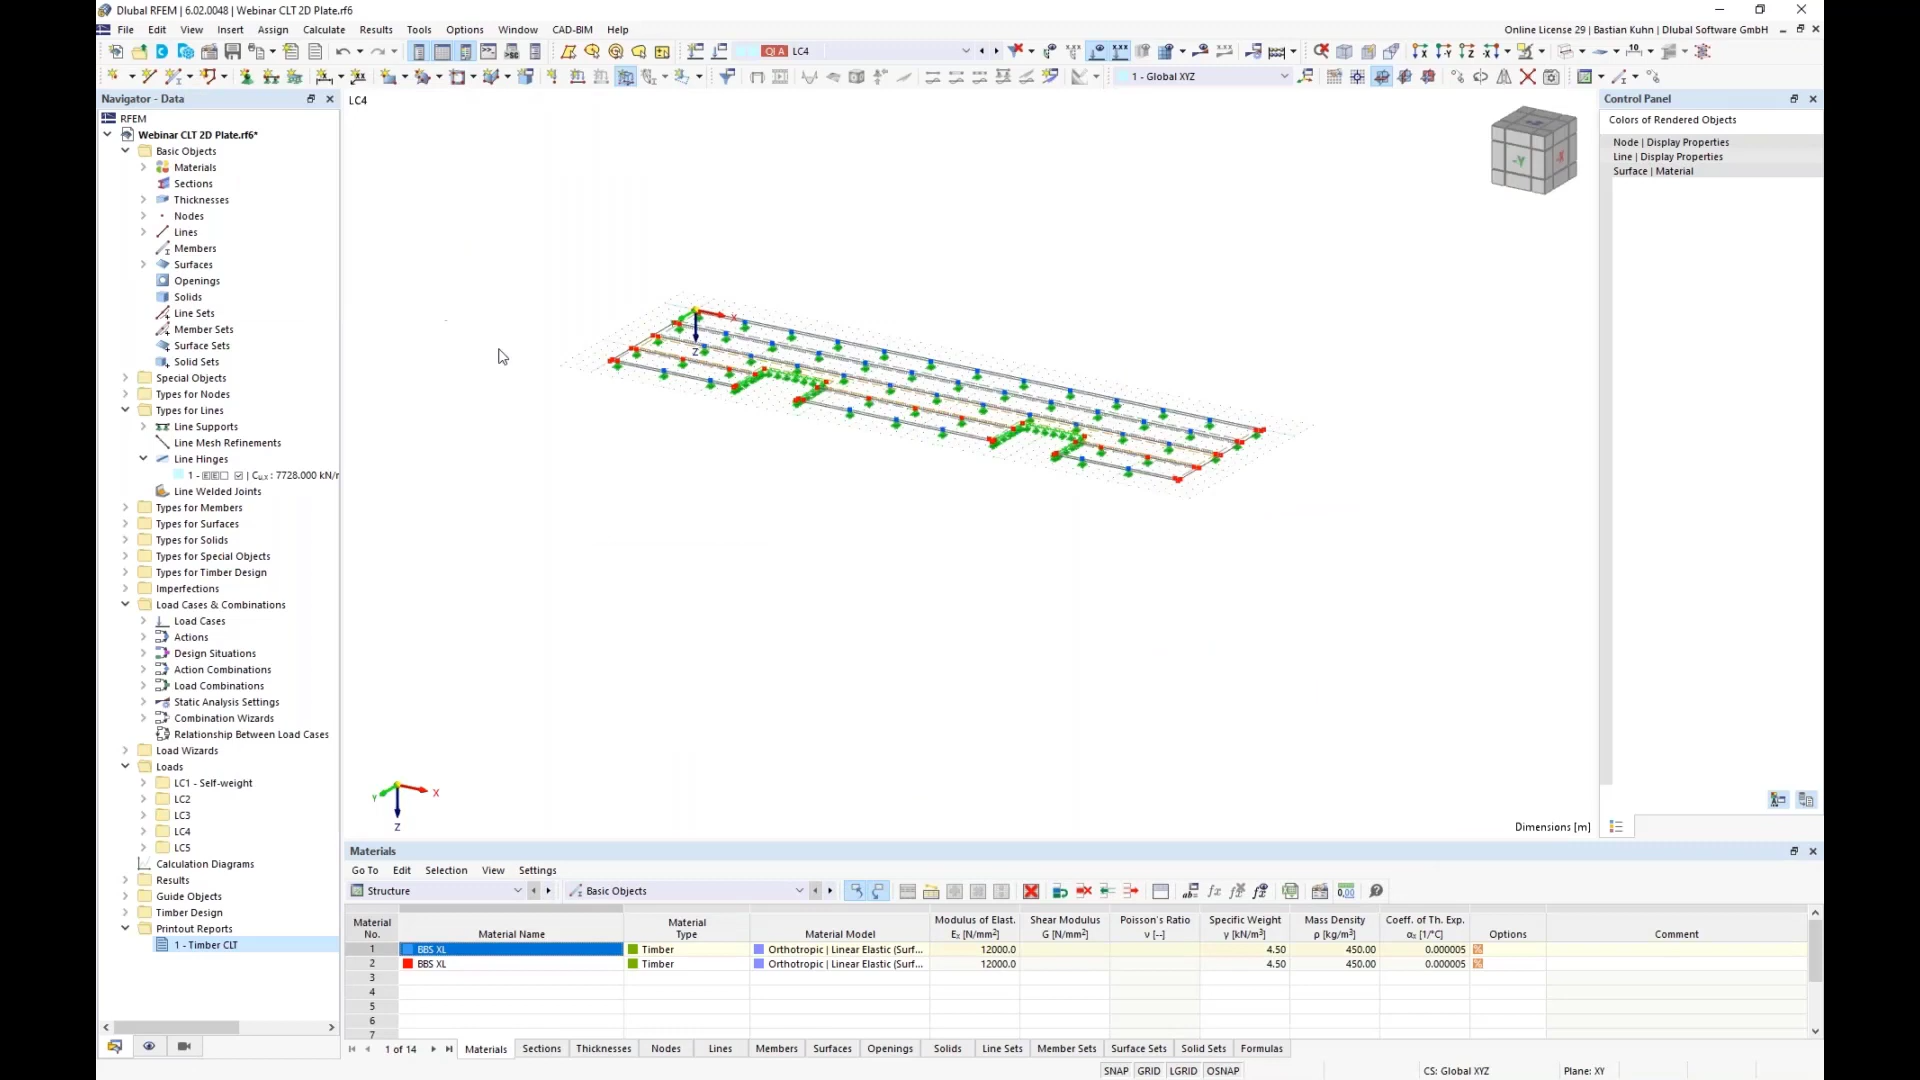 Dlubal RFEM | 6.02.0048 | Webinar CLT 2D Plate.rf6
File Edit View Insert Assign Calculate Results Tools Options Window CAD-BIM Help
Online License 29 | Bastian Kuhn | Dlubal Software GmbH
QI A LC4
1 - Global XYZ
Navigator - Data
RFEM
Webinar CLT 2D Plate.rf6*
Basic Objects
Materials
Sections
Thicknesses
Nodes
Lines
Members
Surfaces
Openings
Solids
Line Sets
Member Sets
Surface Sets
Solid Sets
Special Objects
Types for Nodes
Types for Lines
Line Supports
Line Mesh Refinements
Line Hinges
1 - | Cu,x : 7728.000 kN/r
Line Welded Joints
Types for Members
Types for Surfaces
Types for Solids
Types for Special Objects
Types for Timber Design
Imperfections
Load Cases & Combinations
Load Cases
Actions
Design Situations
Action Combinations
Load Combinations
Static Analysis Settings
Combination Wizards
Relationship Between Load Cases
Load Wizards
Loads
LC1 - Self-weight
LC2
LC3
LC4
LC5
Calculation Diagrams
Results
Guide Objects
Timber Design
Printout Reports
1 - Timber CLT
LC4
X
Z
-Y
-X
X
Y
Z
Dimensions [m]
Control Panel
Colors of Rendered Objects
Node | Display Properties
Line | Display Properties
Surface | Material
Materials
Go To Edit Selection View Settings
Structure Basic Objects
Material No. Material Name Material Type Material Model Modulus of Elast. Eₓ [N/mm²] Shear Modulus G [N/mm²] Poisson's Ratio ν [--] Specific Weight γ [kN/m³] Mass Density ρ [kg/m³] Coeff. of Th. Exp. αₓ [1/°C] Options Comment
1 BBS XL Timber Orthotropic | Linear Elastic (Surf... 12000.0 4.50 450.00 0.000005
2 BBS XL Timber Orthotropic | Linear Elastic (Surf... 12000.0 4.50 450.00 0.000005
3
4
5
6
7
1 of 14 Materials Sections Thicknesses Nodes Lines Members Surfaces Openings Solids Line Sets Member Sets Surface Sets Solid Sets Formulas
SNAP GRID LGRID OSNAP CS: Global XYZ Plane: XY